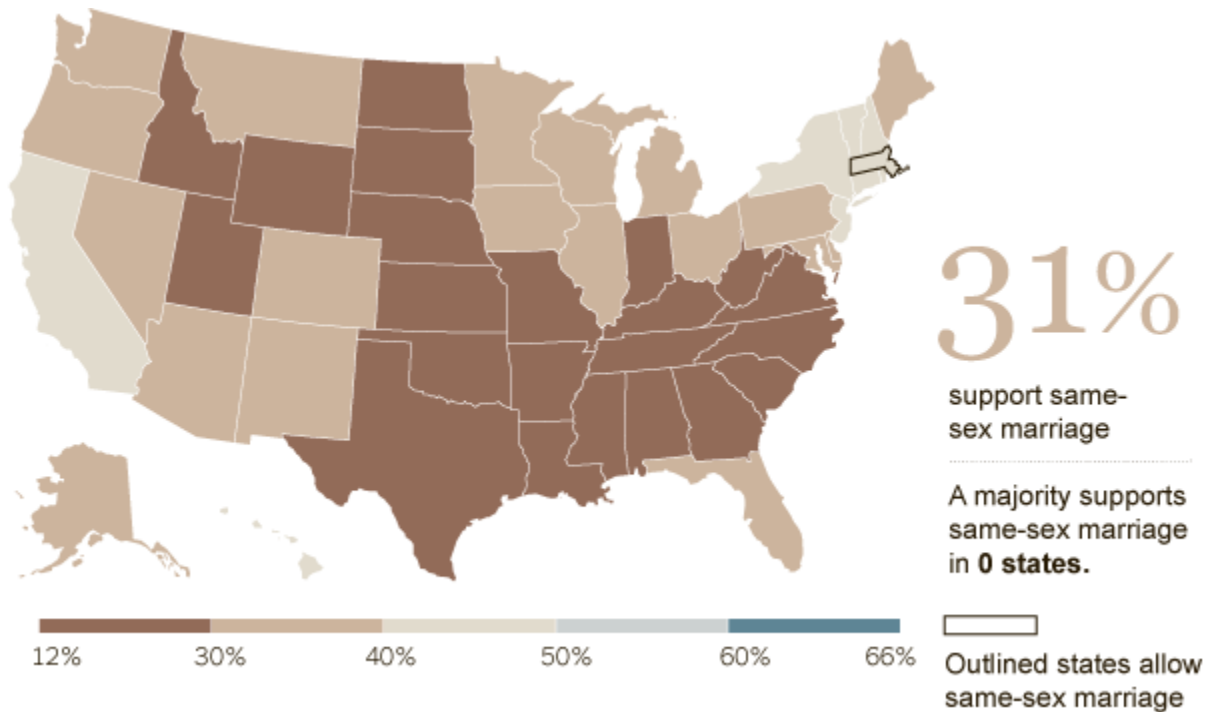 31%
support same-
sex marriage
A majority supports
same-sex marriage
in 0 states.
12% 30% 40% 50% 60% 66%
Outlined states allow
same-sex marriage